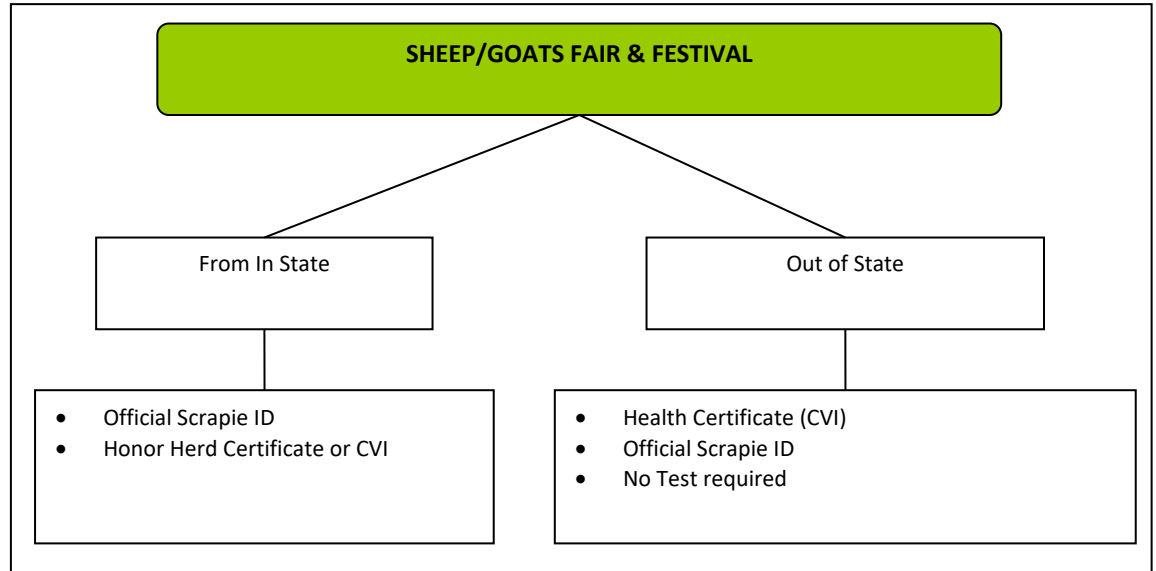 SHEEP/GOATS FAIR & FESTIVAL
From In State
Out of State
• Official Scrapie ID
• Honor Herd Certificate or CVI
• Health Certificate (CVI)
• Official Scrapie ID
• No Test required